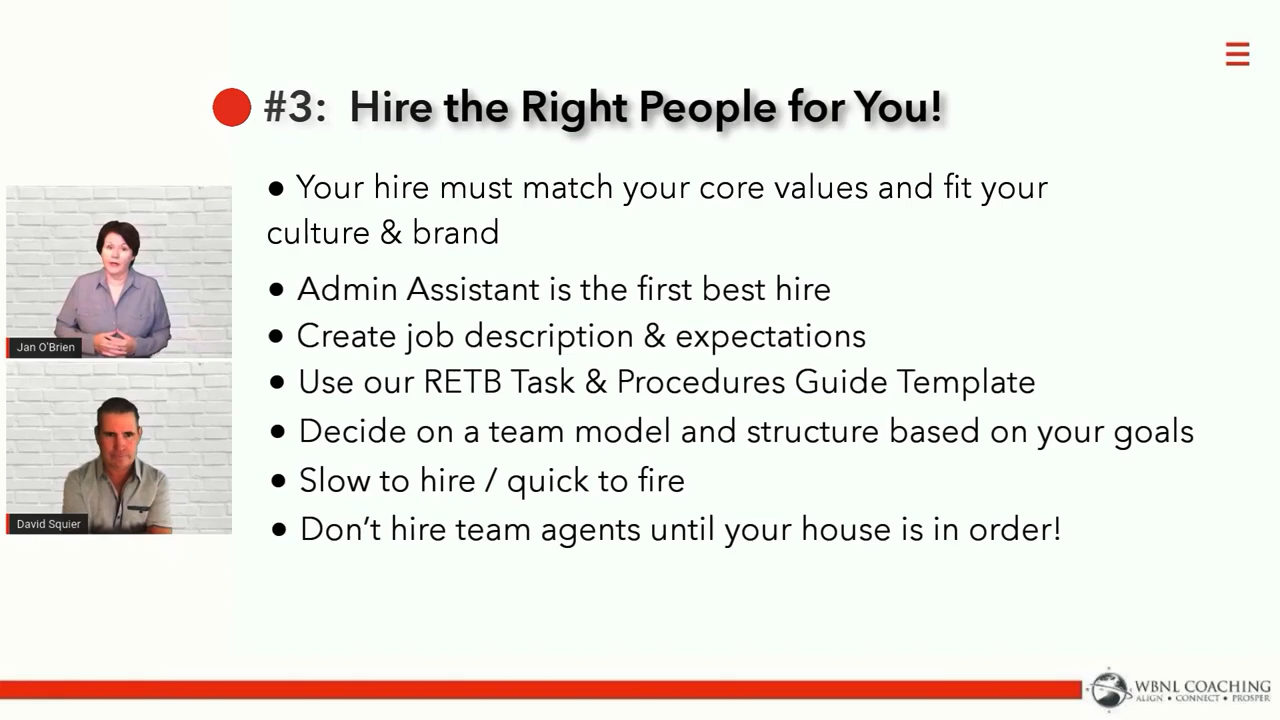 #3: Hire the Right People for You!
● Your hire must match your core values and fit your
culture & brand
● Admin Assistant is the first best hire
● Create job description & expectations
● Use our RETB Task & Procedures Guide Template
● Decide on a team model and structure based on your goals
● Slow to hire / quick to fire
● Don’t hire team agents until your house is in order!
Jan O'Brien
David Squier
WBNL COACHING
ALIGN • CONNECT • PROSPER